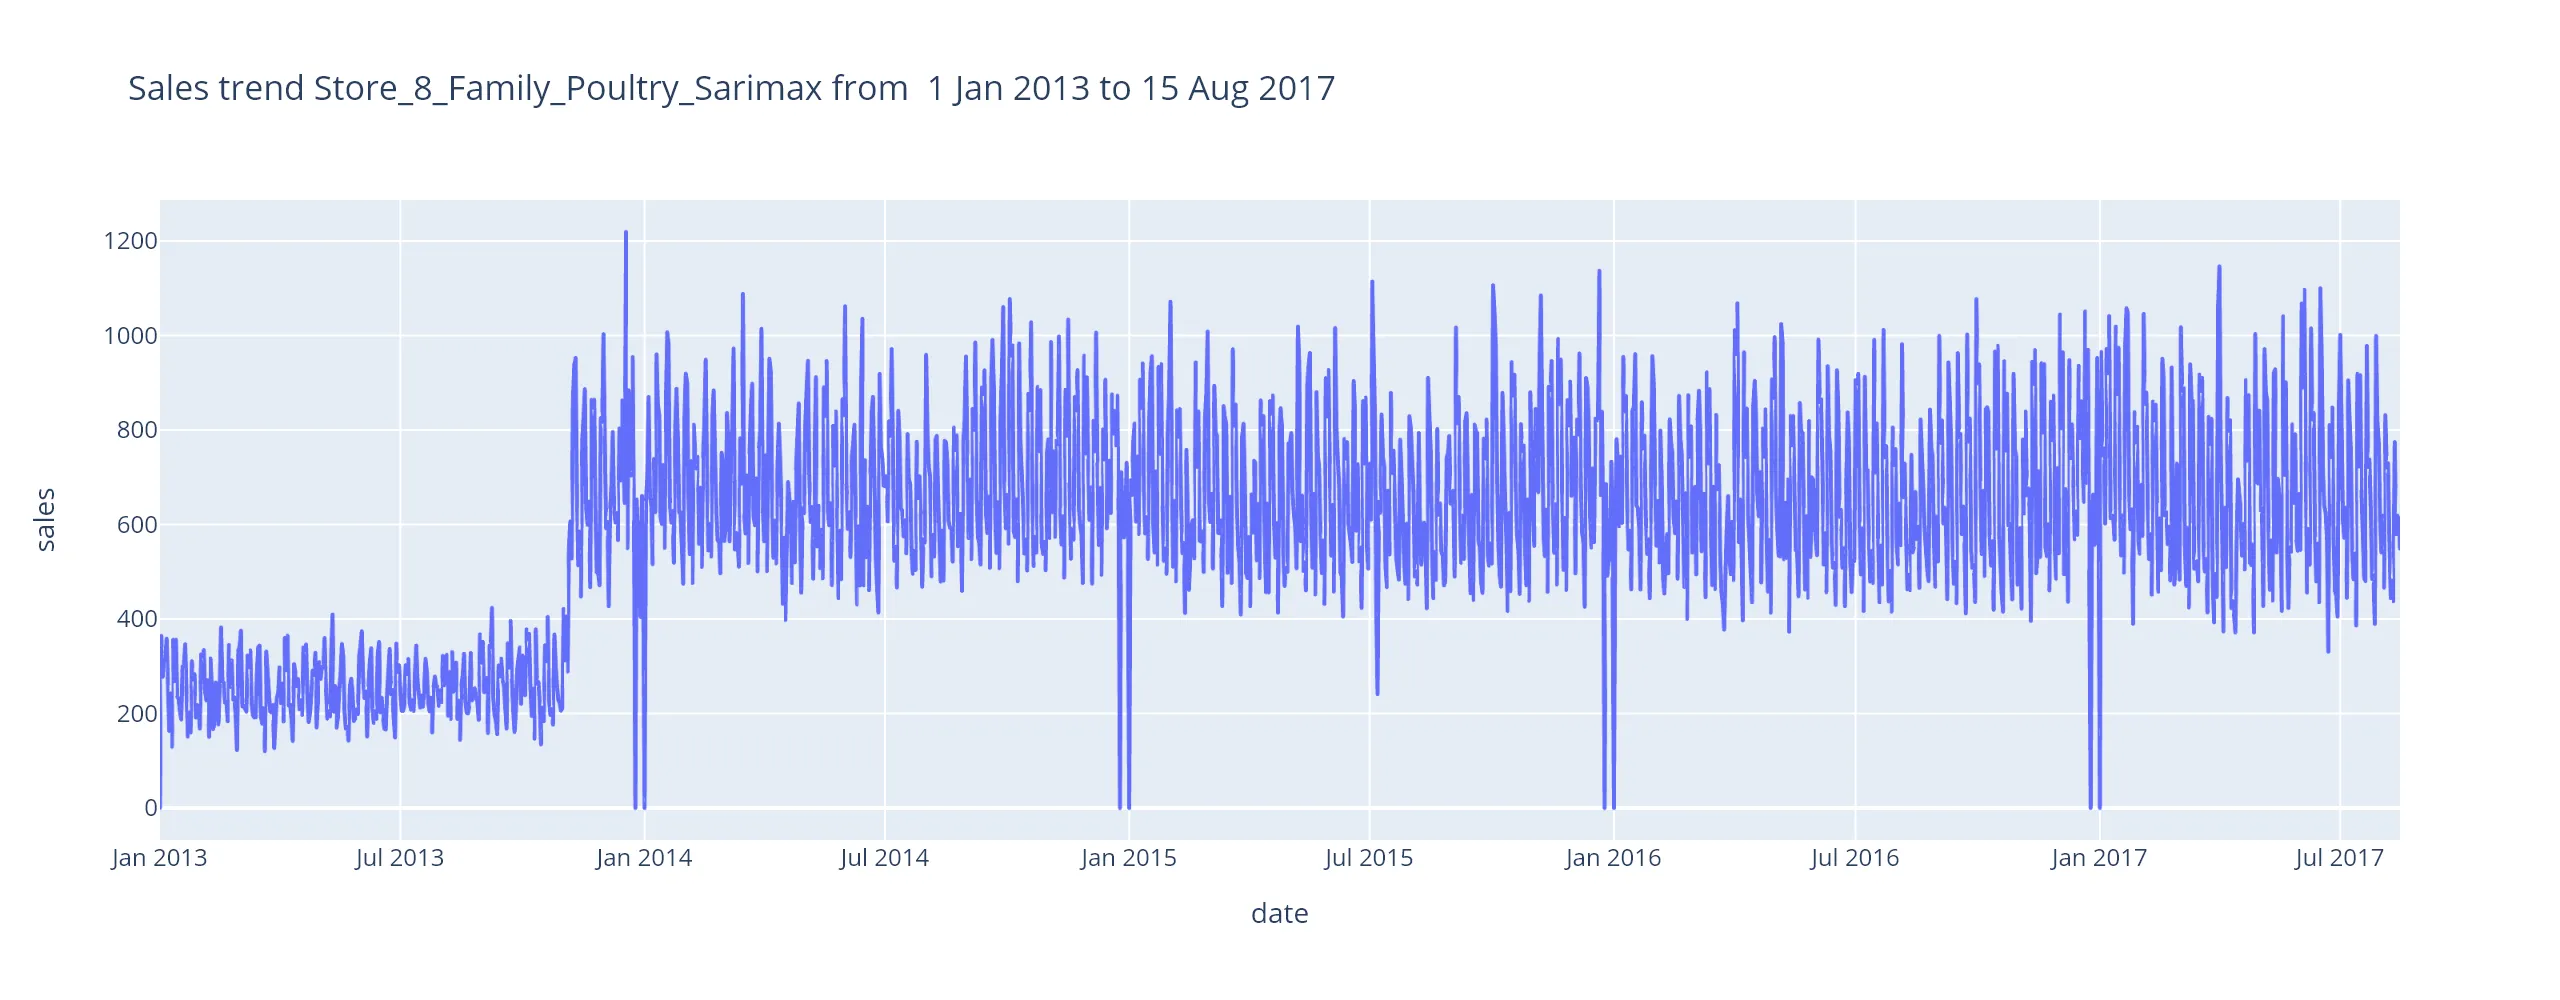 Sales trend Store_8_Family_Poultry_Sarimax from  1 Jan 2013 to 15 Aug 2017
1200
1000
800
600
400
200
0
sales
Jan 2013 Jul 2013 Jan 2014 Jul 2014 Jan 2015 Jul 2015 Jan 2016 Jul 2016 Jan 2017 Jul 2017
date